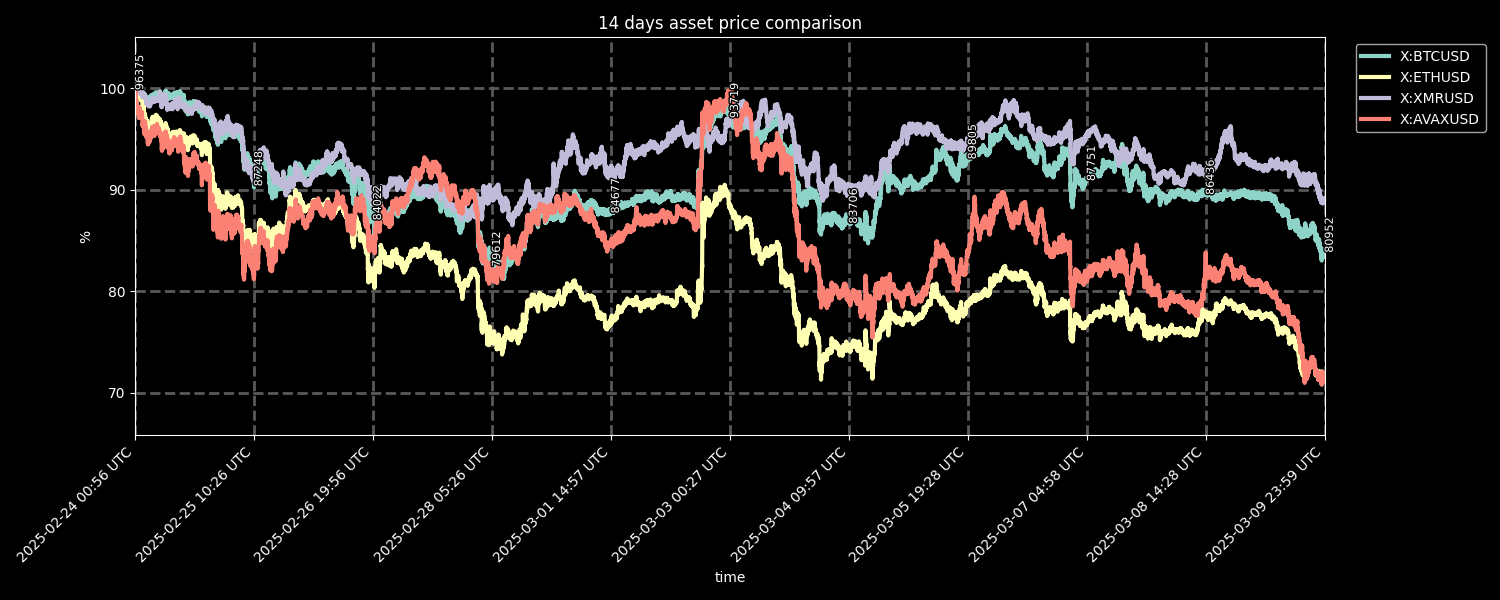 14 days asset price comparison
X:BTCUSD
X:ETHUSD
X:XMRUSD
X:AVAXUSD
%
100
90
80
70
96375
87248
84022
79612
84677
93719
83706
89805
87751
86436
80952
2025-02-24 00:56 UTC
2025-02-25 10:26 UTC
2025-02-26 19:56 UTC
2025-02-28 05:26 UTC
2025-03-01 14:57 UTC
2025-03-03 00:27 UTC
2025-03-04 09:57 UTC
2025-03-05 19:28 UTC
2025-03-07 04:58 UTC
2025-03-08 14:28 UTC
2025-03-09 23:59 UTC
time